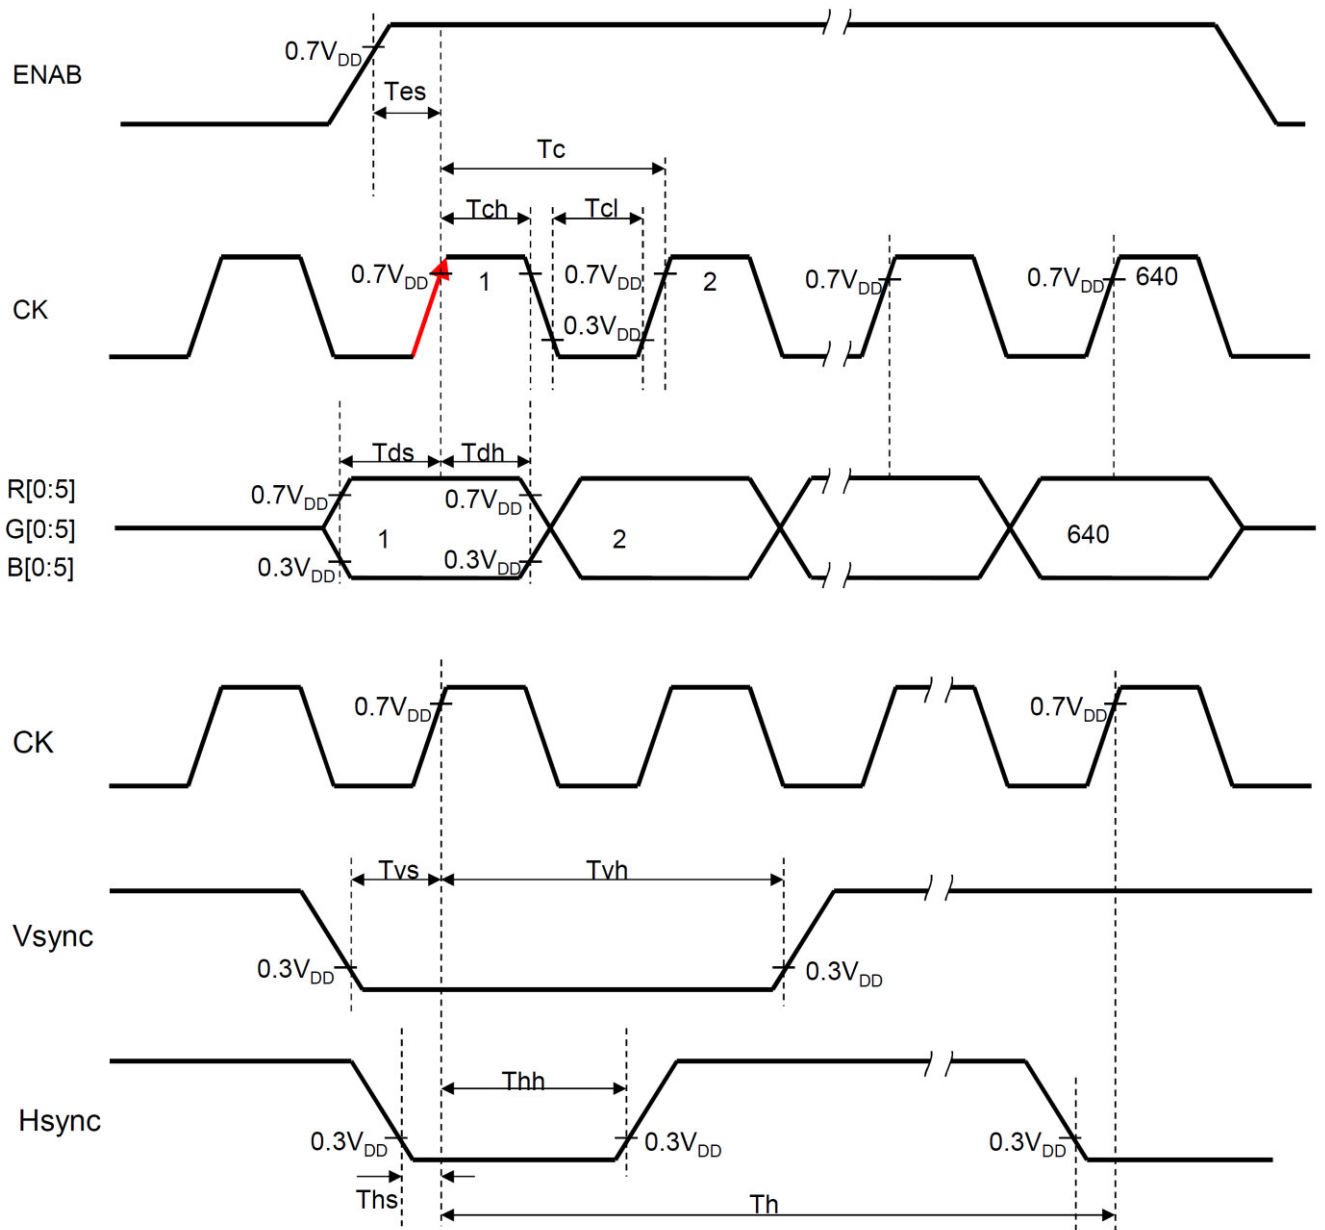 0.7VDD
ENAB
Tes
Tc
Tch Tcl
0.7VDD 1 0.7VDD 2 0.7VDD 0.7VDD 640
CK
0.3VDD
Tds Tdh
R[0:5]
0.7VDD 0.7VDD
G[0:5]
1 2 640
B[0:5]
0.3VDD 0.3VDD
0.7VDD 0.7VDD
CK
Tvs Tvh
Vsync
0.3VDD 0.3VDD
Thh
Hsync
0.3VDD 0.3VDD 0.3VDD
Ths Th